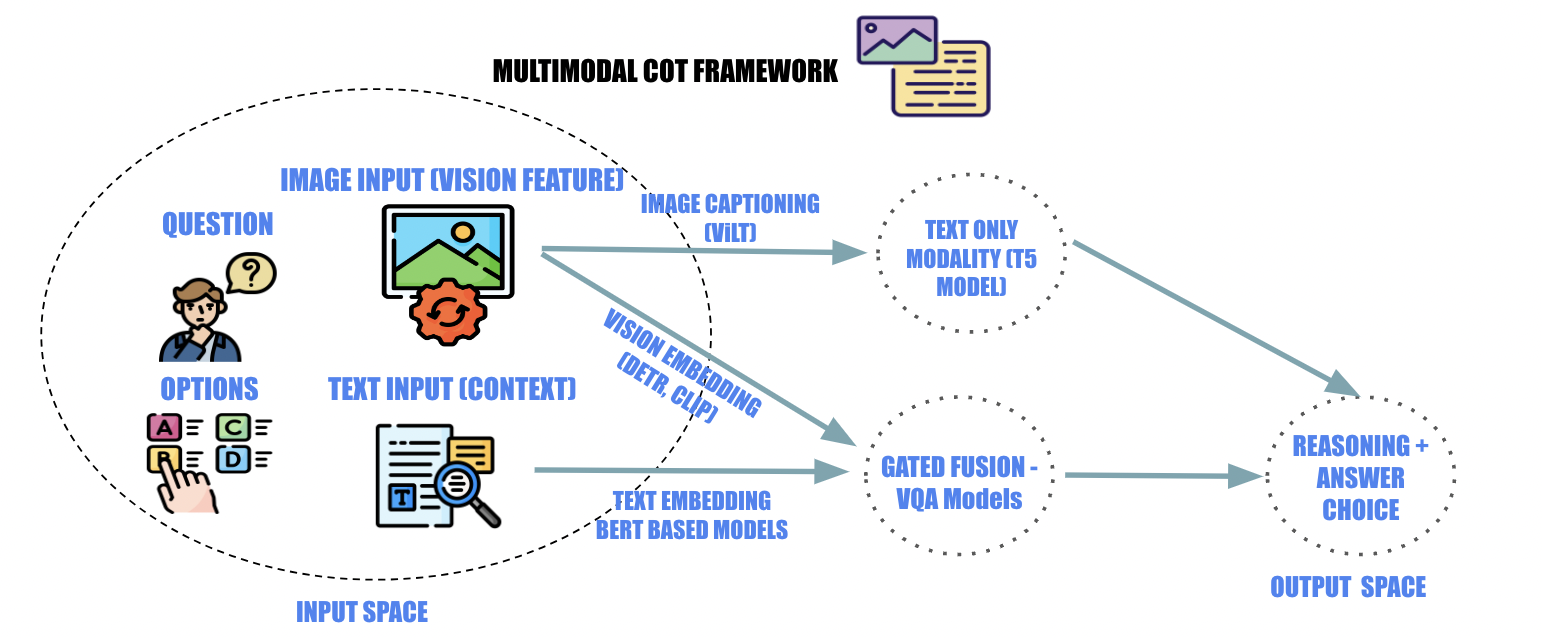 MULTIMODAL COT FRAMEWORK
IMAGE INPUT (VISION FEATURE)
QUESTION
?
OPTIONS
A
C
B
D
TEXT INPUT (CONTEXT)
T
INPUT SPACE
IMAGE CAPTIONING
(ViLT)
VISION EMBEDDING
(DETR, CLIP)
TEXT EMBEDDING
BERT BASED MODELS
TEXT ONLY
MODALITY (T5
MODEL)
GATED FUSION -
VQA Models
REASONING +
ANSWER
CHOICE
OUTPUT SPACE